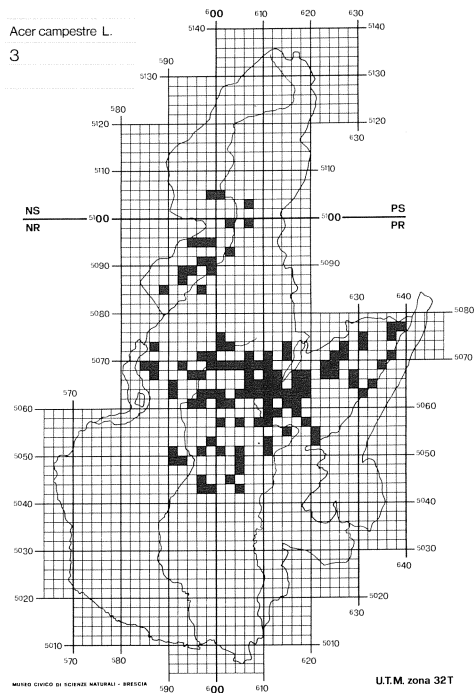 Acer campestre L.
3
600 610 620 630
5140 5140
590
5130 5130
580
5120 5120
630
5110 5110
NS 5100 5100 PS
NR PR
5090 5090
630 640
5080 5080
5070 5070
570
5060 5060
5050 5050
5040 5040
5030 5030
640
5020 5020
630
5010 5010
570 580 620
590 600 610
MUSEO CIVICO DI SCIENZE NATURALI - BRESCIA
U.T.M. zona 32T